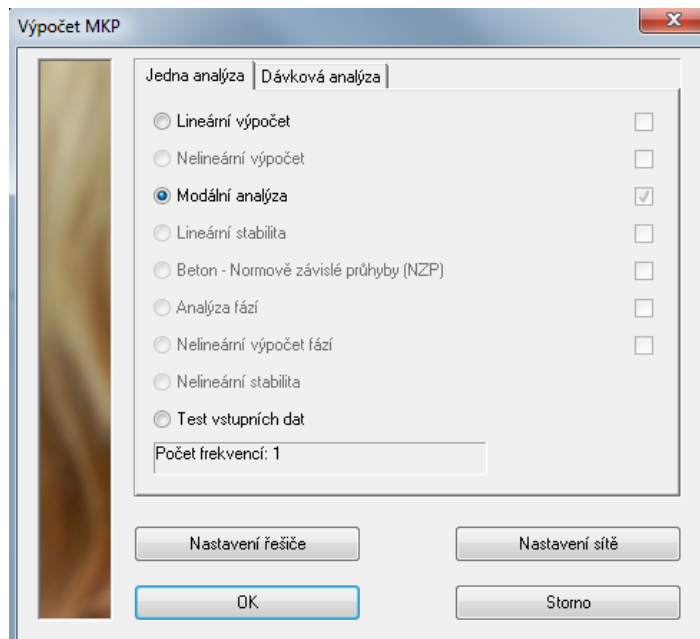 Výpočet MKP
Jedna analýza
Dávková analýza
Lineární výpočet
Nelineární výpočet
Modální analýza
Lineární stabilita
Beton - Normově závislé průhyby (NZP)
Analýza fází
Nelineární výpočet fází
Nelineární stabilita
Test vstupních dat
Počet frekvencí: 1
Nastavení řešiče
Nastavení sítě
OK
Storno